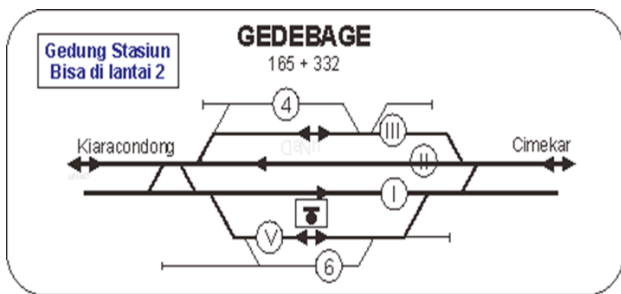 GEDEBAGE
165 + 332
Gedung Stasiun
Bisa di lantai 2
4
III
Kiaracondong
Cimekar
II
I
V
6